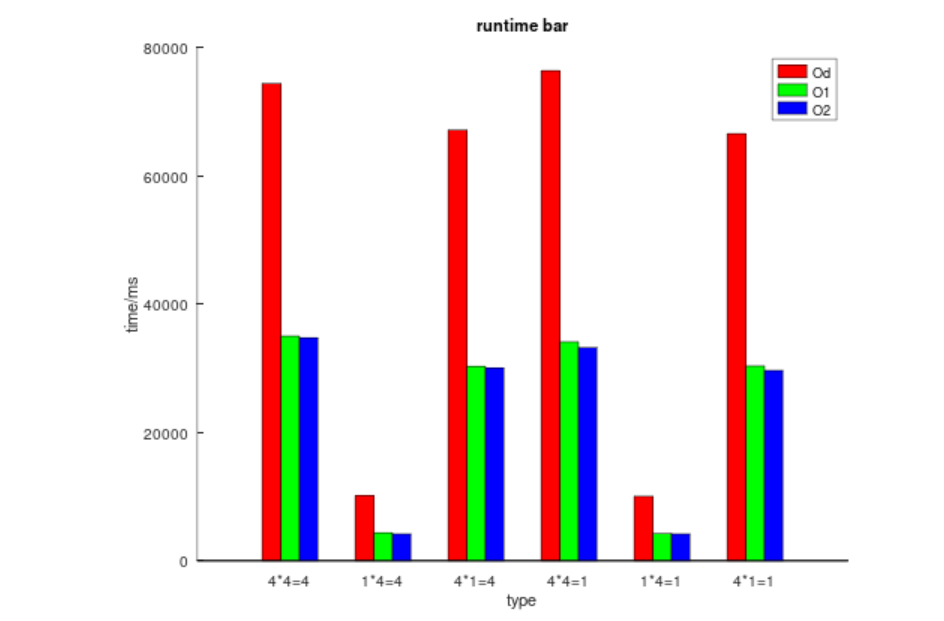 runtime bar
80000
60000
40000
20000
0
time/ms
Od
O1
O2
4*4=4 1*4=4 4*1=4 4*4=1 1*4=1 4*1=1
type